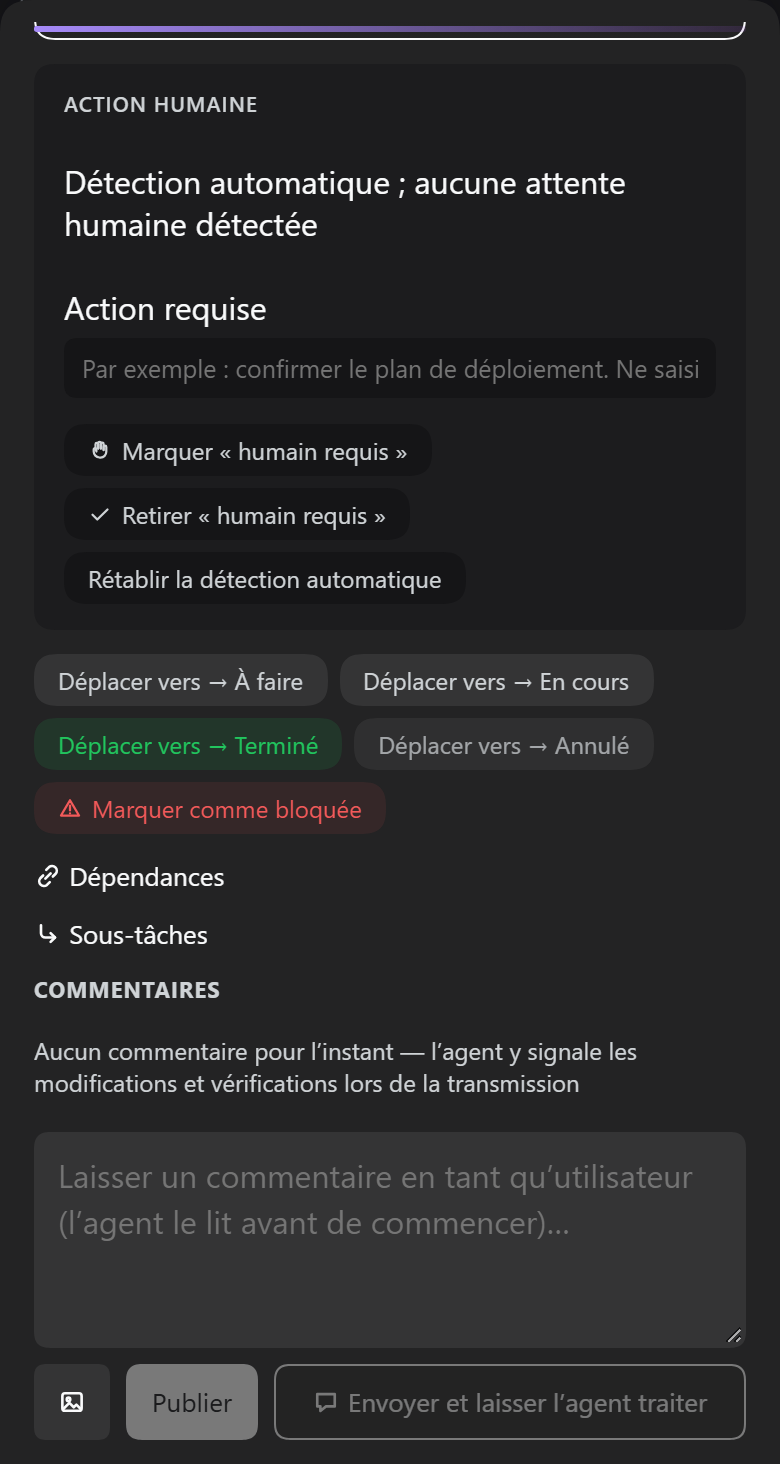 ACTION HUMAINE
Détection automatique ; aucune attente
humaine détectée
Action requise
Par exemple : confirmer le plan de déploiement. Ne saisi
Marquer « humain requis »
Retirer « humain requis »
Rétablir la détection automatique
Déplacer vers → À faire
Déplacer vers → En cours
Déplacer vers → Terminé
Déplacer vers → Annulé
Marquer comme bloquée
Dépendances
Sous-tâches
COMMENTAIRES
Aucun commentaire pour l’instant — l’agent y signale les
modifications et vérifications lors de la transmission
Laisser un commentaire en tant qu’utilisateur
(l’agent le lit avant de commencer)…
Publier
Envoyer et laisser l’agent traiter